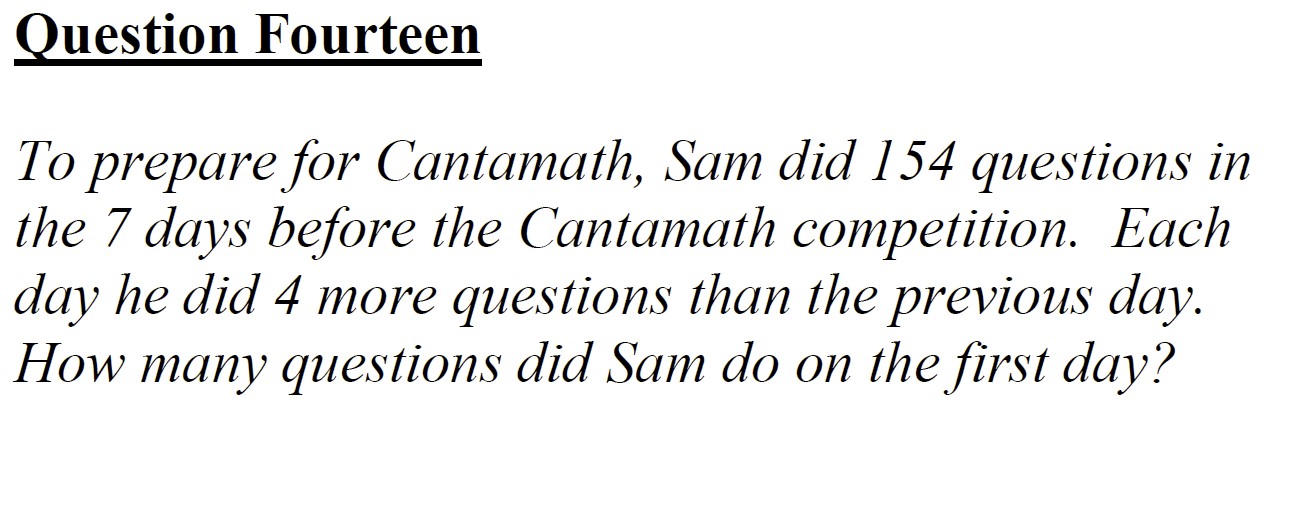 Question Fourteen
To prepare for Cantamath, Sam did 154 questions in
the 7 days before the Cantamath competition.  Each
day he did 4 more questions than the previous day.
How many questions did Sam do on the first day?